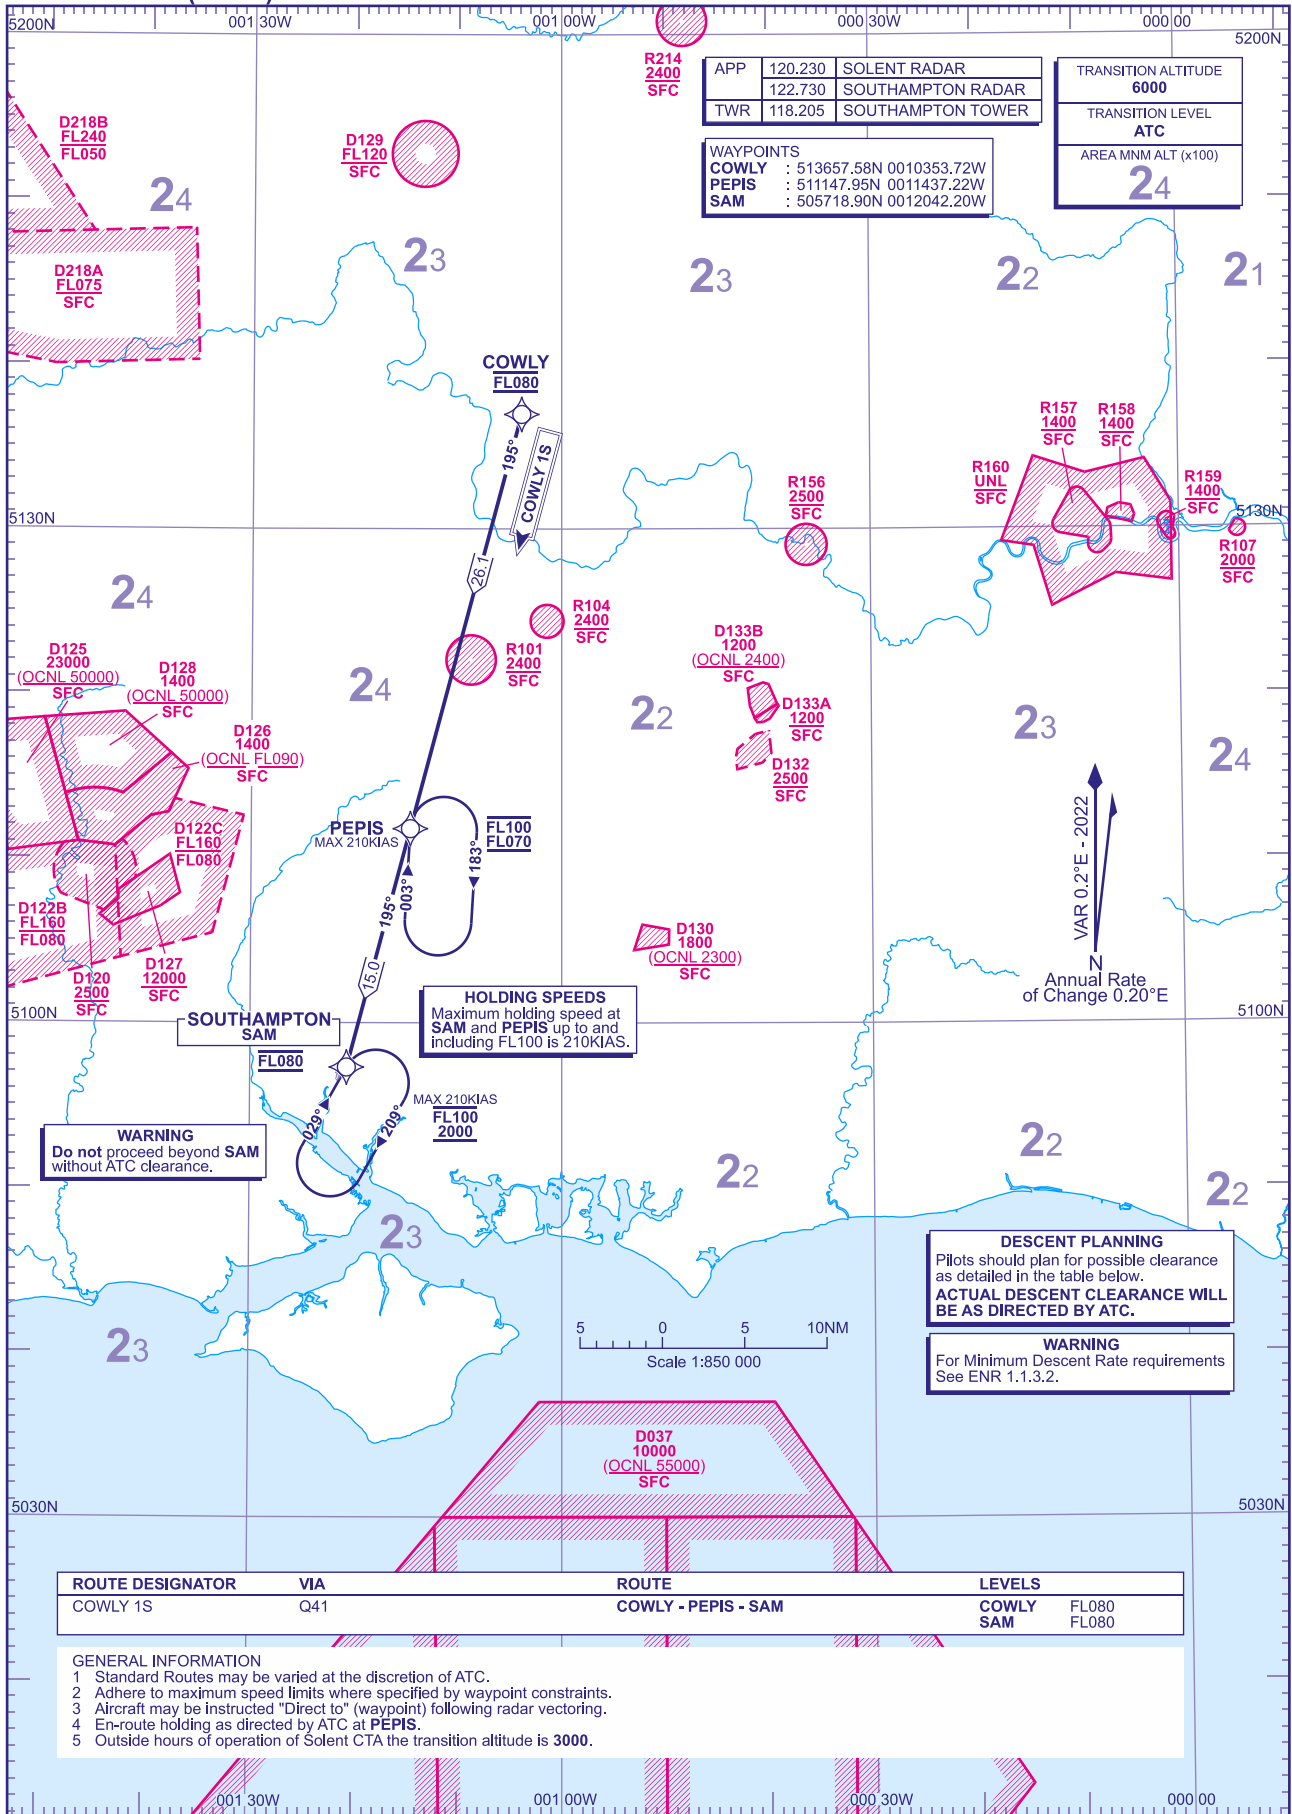 001 30W
001 00W
000 30W
000 00
5200N
5200N
R214
2400
SFC
APP 120.230 SOLENT RADAR
122.730 SOUTHAMPTON RADAR
TWR 118.205 SOUTHAMPTON TOWER
TRANSITION ALTITUDE
6000
TRANSITION LEVEL
ATC
AREA MNM ALT (x100)
24
WAYPOINTS
COWLY : 513657.58N 0010353.72W
PEPIS : 511147.95N 0011437.22W
SAM : 505718.90N 0012042.20W
D218B
FL240
FL050
D129
FL120
SFC
24
23
23
22
21
D218A
FL075
SFC
COWLY
FL080
195°
COWLY 1S
26.1
R157
1400
SFC
R158
1400
SFC
R160
UNL
SFC
R159
1400
SFC
R156
2500
SFC
5130N
5130N
R107
2000
SFC
24
R104
2400
SFC
R101
2400
SFC
D133B
1200
(OCNL 2400)
SFC
D125
23000
(OCNL 50000)
SFC
D128
1400
(OCNL 50000)
SFC
24
22
D133A
1200
SFC
23
24
D126
1400
(OCNL FL090)
SFC
D132
2500
SFC
PEPIS
MAX 210KIAS
FL100
FL070
183°
003°
195°
15.0
D122C
FL160
FL080
D122B
FL160
FL080
D120
2500
SFC
D127
12000
SFC
D130
1800
(OCNL 2300)
SFC
VAR 0.2°E - 2022
N
Annual Rate
of Change 0.20°E
HOLDING SPEEDS
Maximum holding speed at
SAM and PEPIS up to and
including FL100 is 210KIAS.
5100N
5100N
SOUTHAMPTON
SAM
FL080
029°
209°
MAX 210KIAS
FL100
2000
WARNING
Do not proceed beyond SAM
without ATC clearance.
22
22
22
23
DESCENT PLANNING
Pilots should plan for possible clearance
as detailed in the table below.
ACTUAL DESCENT CLEARANCE WILL
BE AS DIRECTED BY ATC.
23
5 0 5 10NM
Scale 1:850 000
WARNING
For Minimum Descent Rate requirements
See ENR 1.1.3.2.
D037
10000
(OCNL 55000)
SFC
5030N
5030N
ROUTE DESIGNATOR VIA ROUTE LEVELS
COWLY 1S Q41 COWLY - PEPIS - SAM COWLY FL080
SAM FL080
GENERAL INFORMATION
1 Standard Routes may be varied at the discretion of ATC.
2 Adhere to maximum speed limits where specified by waypoint constraints.
3 Aircraft may be instructed "Direct to" (waypoint) following radar vectoring.
4 En-route holding as directed by ATC at PEPIS.
5 Outside hours of operation of Solent CTA the transition altitude is 3000.
001 30W
001 00W
000 30W
000 00